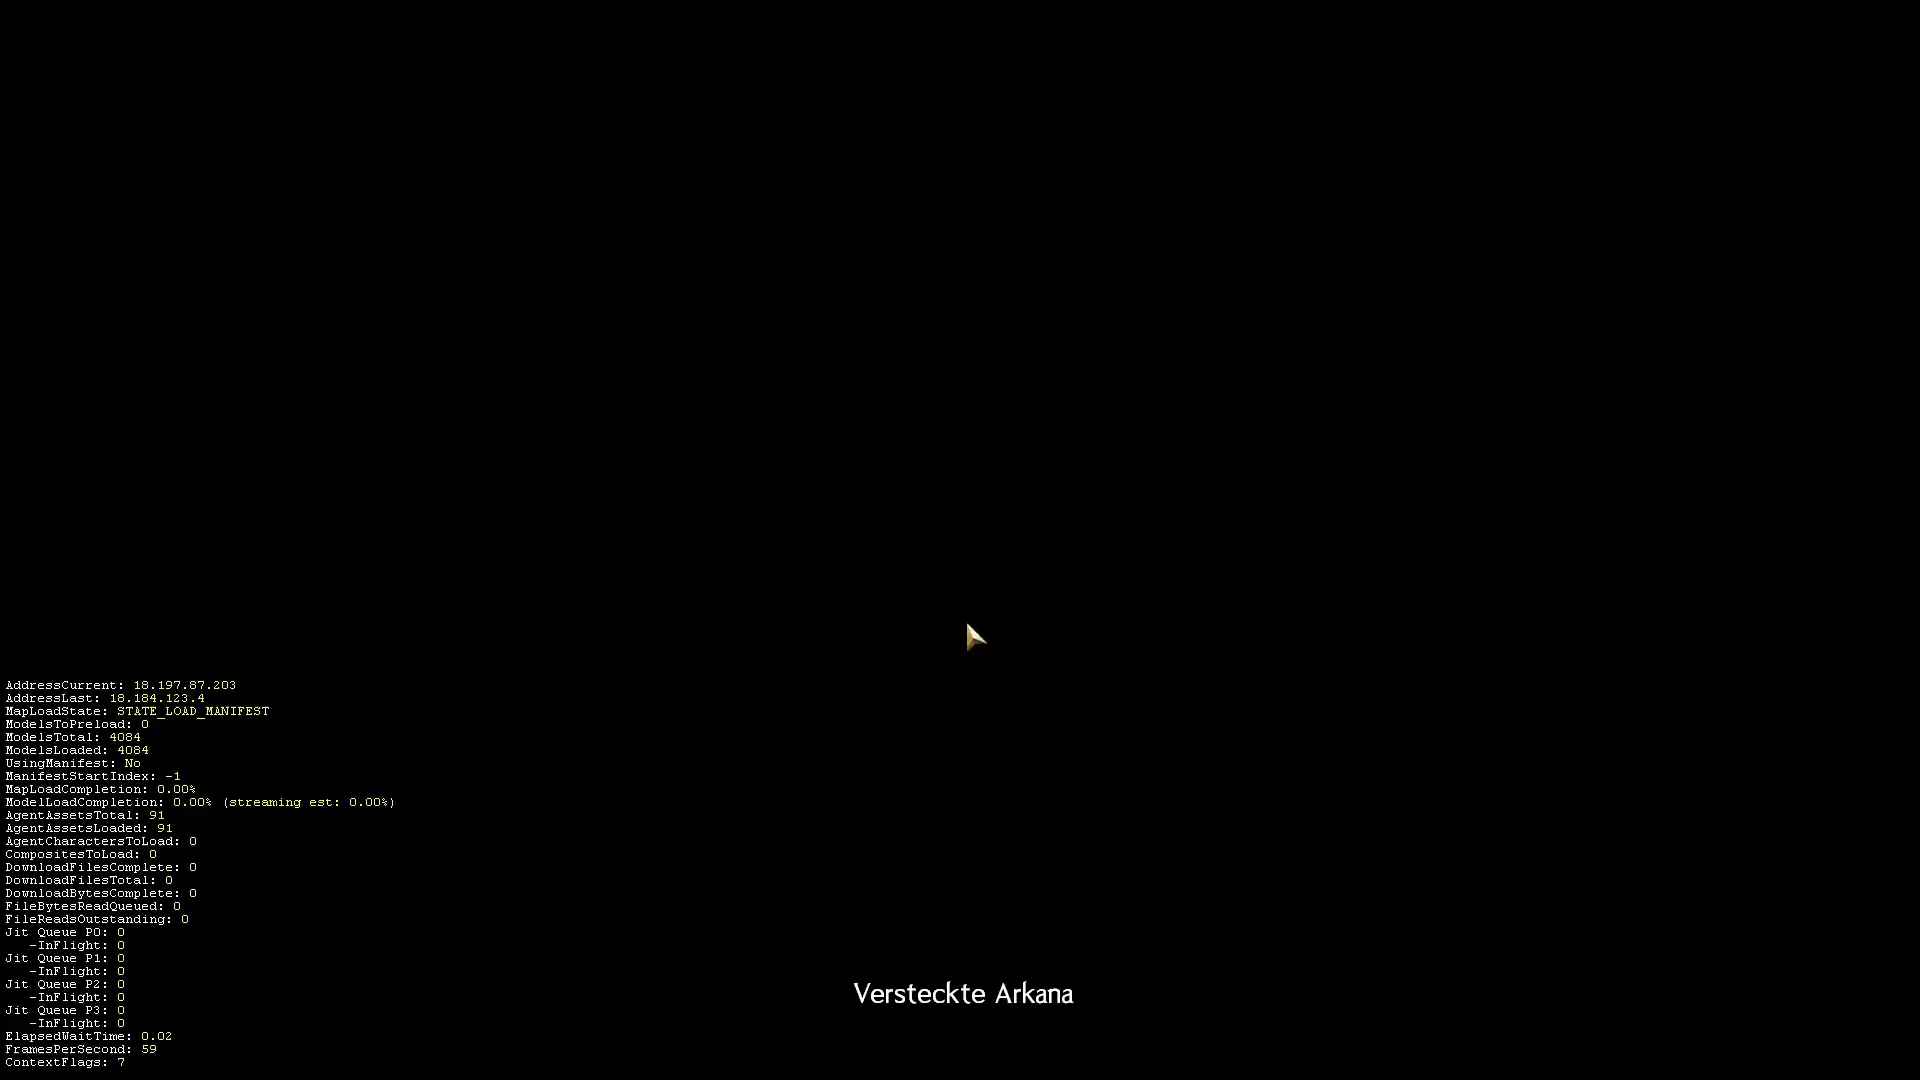 AddressCurrent: 18.197.87.203
AddressLast: 18.184.123.4
MapLoadState: STATE_LOAD_MANIFEST
ModelsToPreload: 0
ModelsTotal: 4084
ModelsLoaded: 4084
UsingManifest: No
ManifestStartIndex: -1
MapLoadCompletion: 0.00%
ModelLoadCompletion: 0.00% (streaming est: 0.00%)
AgentAssetsTotal: 91
AgentAssetsLoaded: 91
AgentCharactersToLoad: 0
CompositesToLoad: 0
DownloadFilesComplete: 0
DownloadFilesTotal: 0
DownloadBytesComplete: 0
FileBytesReadQueued: 0
FileReadsOutstanding: 0
Jit Queue P0: 0
-InFlight: 0
Jit Queue P1: 0
-InFlight: 0
Jit Queue P2: 0
-InFlight: 0
Jit Queue P3: 0
-InFlight: 0
ElapsedWaitTime: 0.02
FramesPerSecond: 59
ContextFlags: 7
Versteckte Arkana